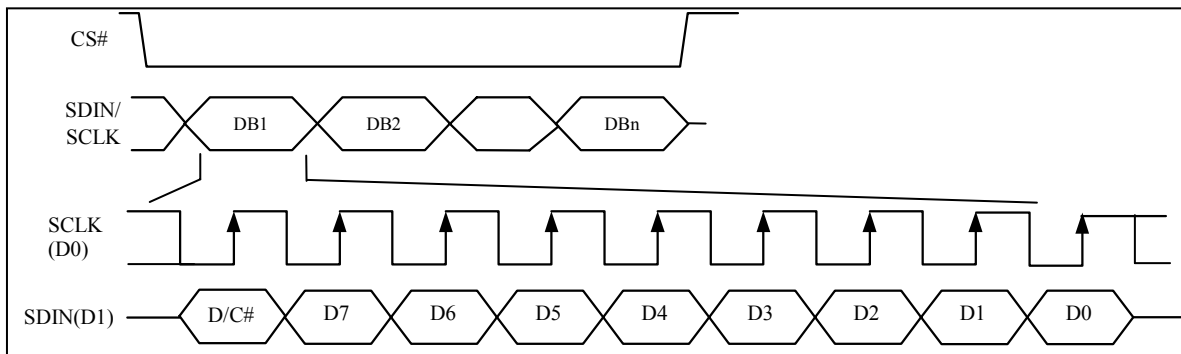 CS#
SDIN/
SCLK
DB1 DB2 DBn
SCLK
(D0)
SDIN(D1) D/C# D7 D6 D5 D4 D3 D2 D1 D0